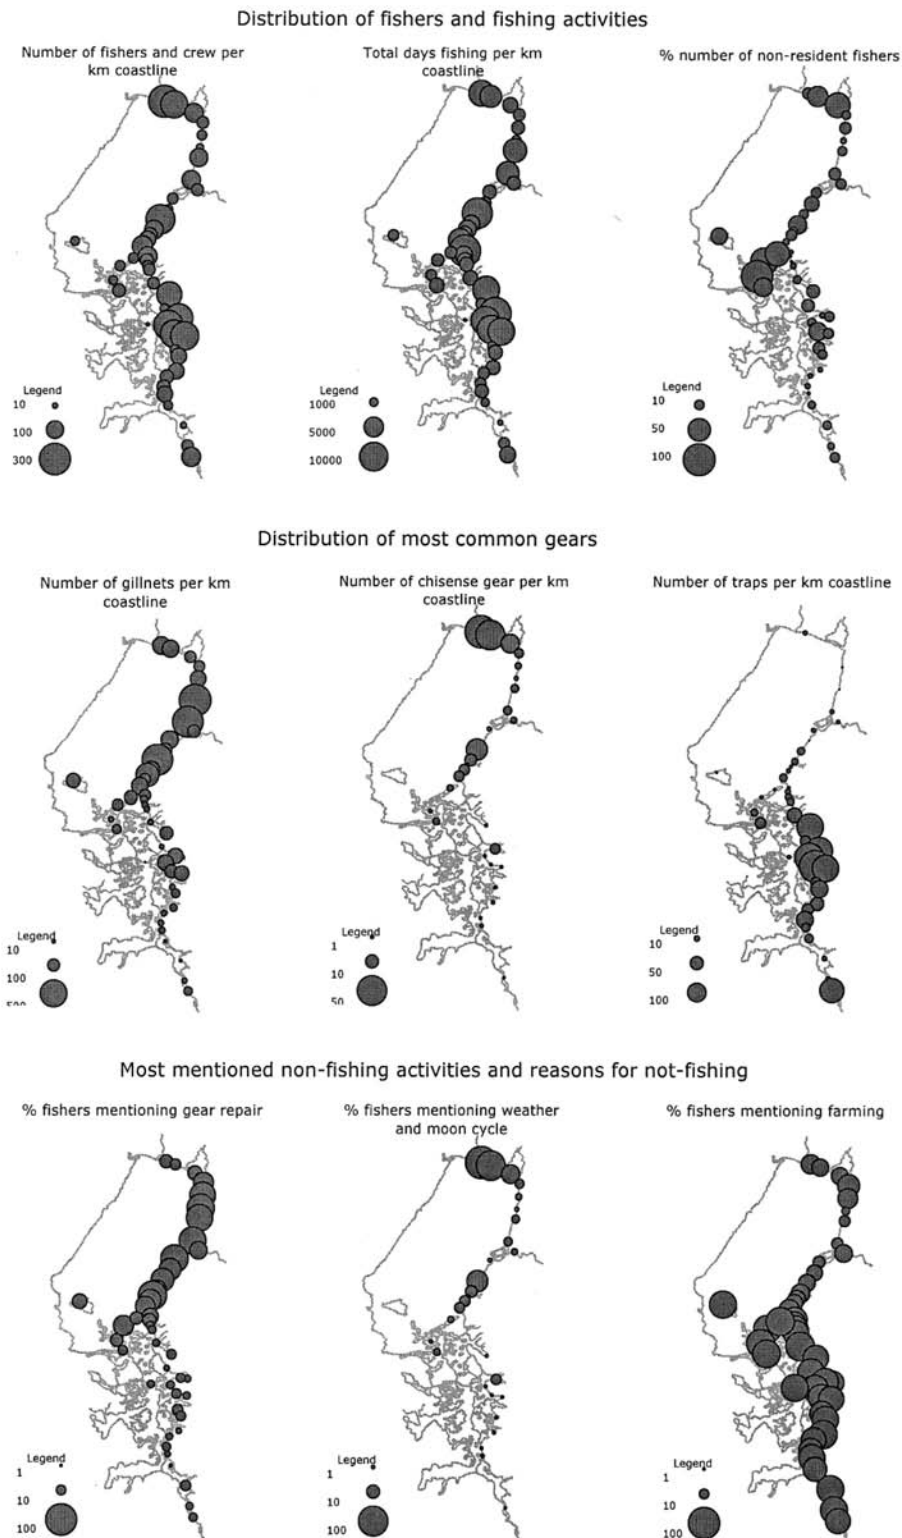 Distribution of fishers and fishing activities
Number of fishers and crew per
km coastline
Total days fishing per km
coastline
% number of non-resident fishers
Legend
10
100
300
Legend
1000
5000
10000
Legend
10
50
100
Distribution of most common gears
Number of gillnets per km
coastline
Number of chisense gear per km
coastline
Number of traps per km coastline
Legend
10
100
Legend
1
10
50
Legend
10
50
100
Most mentioned non-fishing activities and reasons for not-fishing
% fishers mentioning gear repair
% fishers mentioning weather
and moon cycle
% fishers mentioning farming
Legend
1
10
100
Legend
1
10
100
Legend
1
10
100